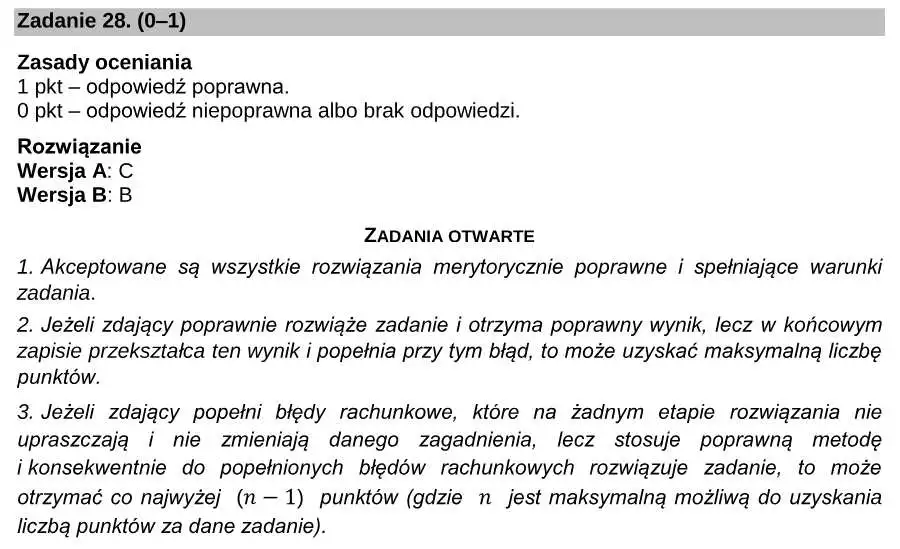 Zadanie 28. (0–1)
Zasady oceniania
1 pkt – odpowiedź poprawna.
0 pkt – odpowiedź niepoprawna albo brak odpowiedzi.
Rozwiązanie
Wersja A: C
Wersja B: B
ZADANIA OTWARTE
1. Akceptowane są wszystkie rozwiązania merytorycznie poprawne i spełniające warunki
zadania.
2. Jeżeli zdający poprawnie rozwiąże zadanie i otrzyma poprawny wynik, lecz w końcowym
zapisie przekształca ten wynik i popełnia przy tym błąd, to może uzyskać maksymalną liczbę
punktów.
3. Jeżeli zdający popełni błędy rachunkowe, które na żadnym etapie rozwiązania nie
upraszczają i nie zmieniają danego zagadnienia, lecz stosuje poprawną metodę
i konsekwentnie do popełnionych błędów rachunkowych rozwiązuje zadanie, to może
otrzymać co najwyżej (n − 1) punktów (gdzie n jest maksymalną możliwą do uzyskania
liczbą punktów za dane zadanie).